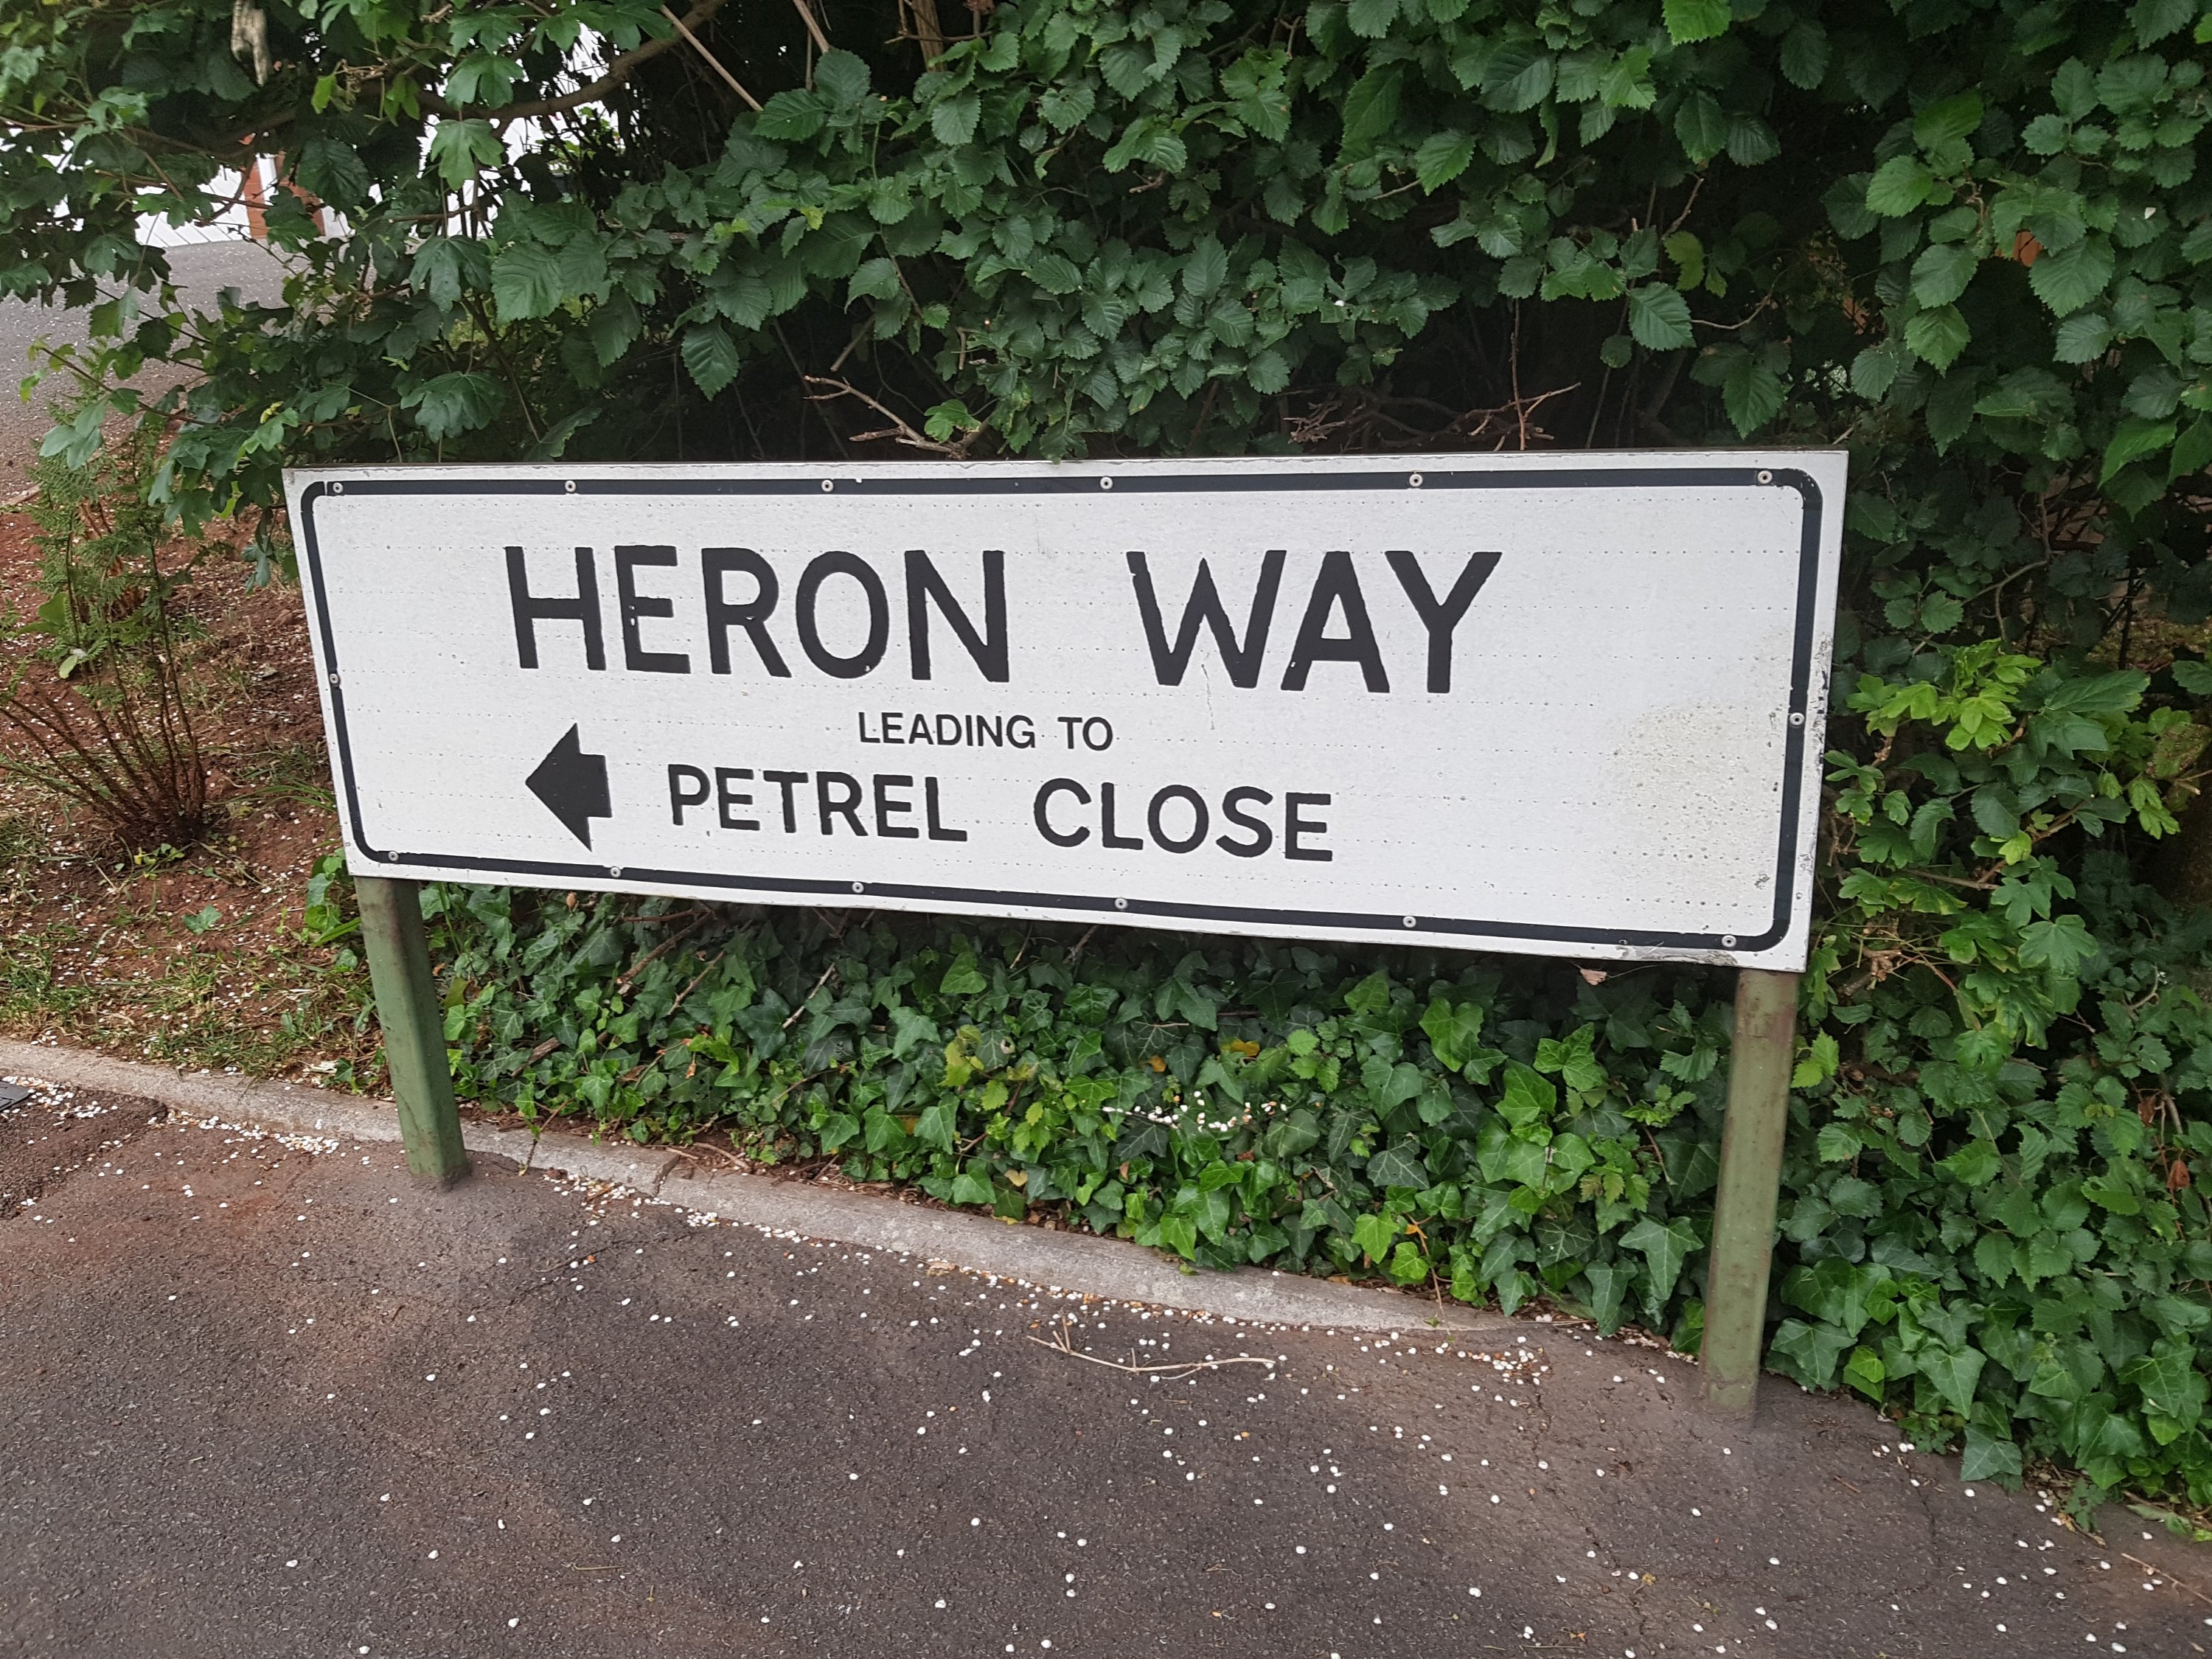 HERON WAY
LEADING TO
PETREL CLOSE